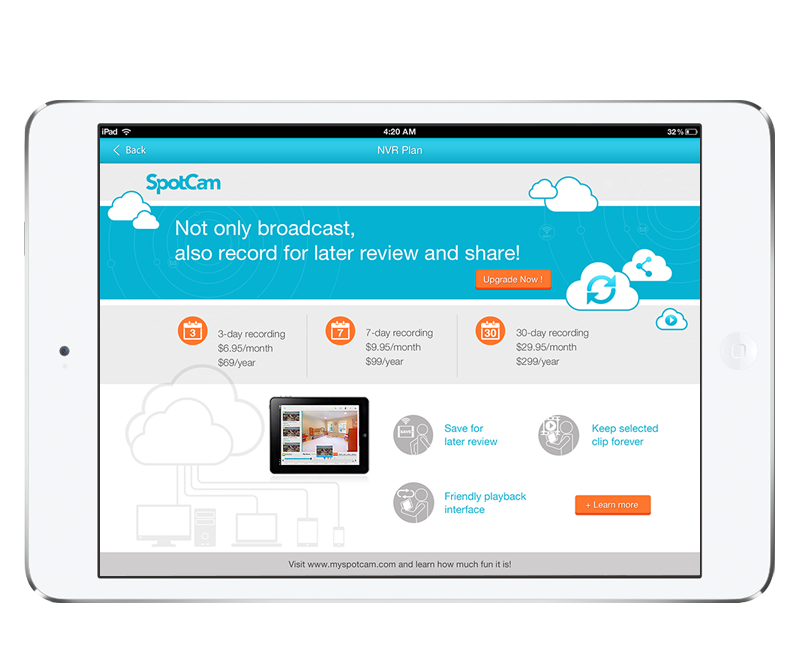 iPad 4:20 AM 32%
Back NVR Plan
SpotCam
Not only broadcast,
also record for later review and share!
Upgrade Now !
3 3-day recording
$6.95/month
$69/year
7 7-day recording
$9.95/month
$99/year
30 30-day recording
$29.95/month
$299/year
Save for
later review
Keep selected
clip forever
Friendly playback
interface
+ Learn more
Visit www.myspotcam.com and learn how much fun it is!